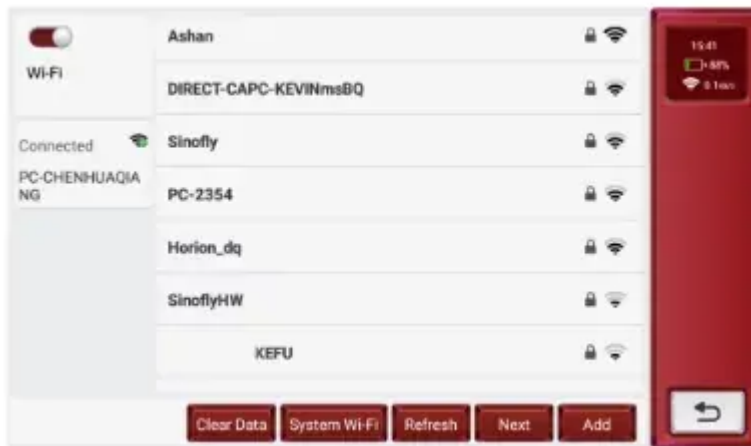 Wi-Fi
Connected
PC-CHENHUAQIA
NG
Ashan
DIRECT-CAPC-KEVINmsBQ
Sinofly
PC-2354
Horion_dq
SinoflyHW
KEFU
Clear Data
System Wi-Fi
Refresh
Next
Add
15:41
88%